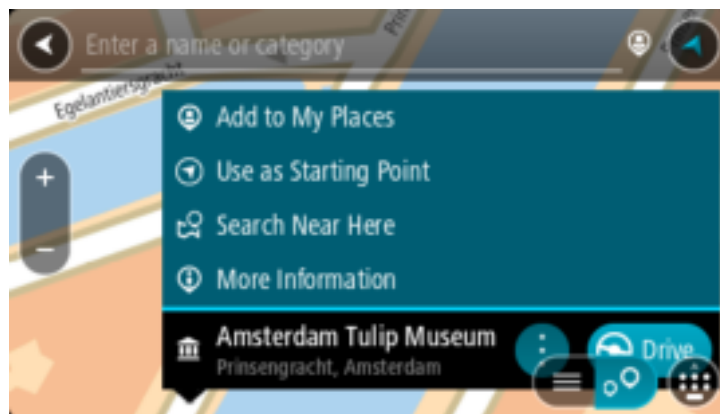 Enter a name or category
Prin
Egelantiersgracht
Add to My Places
+
Use as Starting Point
Search Near Here
−
More Information
Amsterdam Tulip Museum
Prinsengracht, Amsterdam
Drive